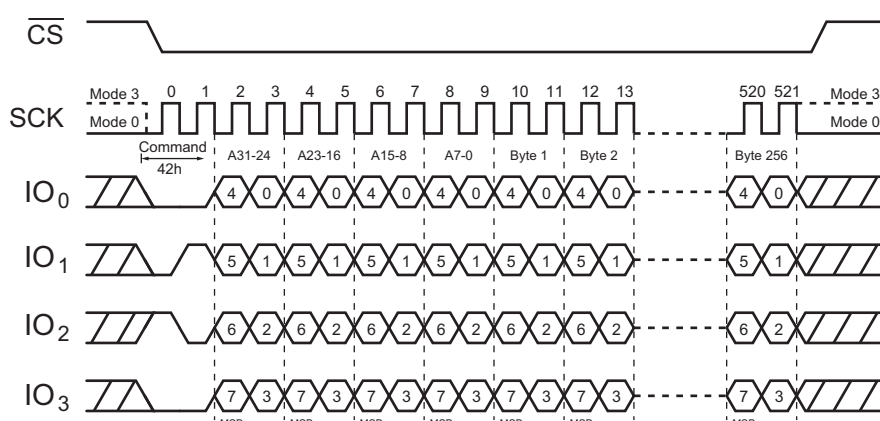 CS
Mode 3 0 1 2 3 4 5 6 7 8 9 10 11 12 13 520 521 Mode 3
SCK Mode 0 Mode 0
Command A31-24 A23-16 A15-8 A7-0 Byte 1 Byte 2 Byte 256
42h
IO0 4 0 4 0 4 0 4 0 4 0 4 0 4 0
IO1 5 1 5 1 5 1 5 1 5 1 5 1 5 1
IO2 6 2 6 2 6 2 6 2 6 2 6 2 6 2
IO3 7 3 7 3 7 3 7 3 7 3 7 3 7 3